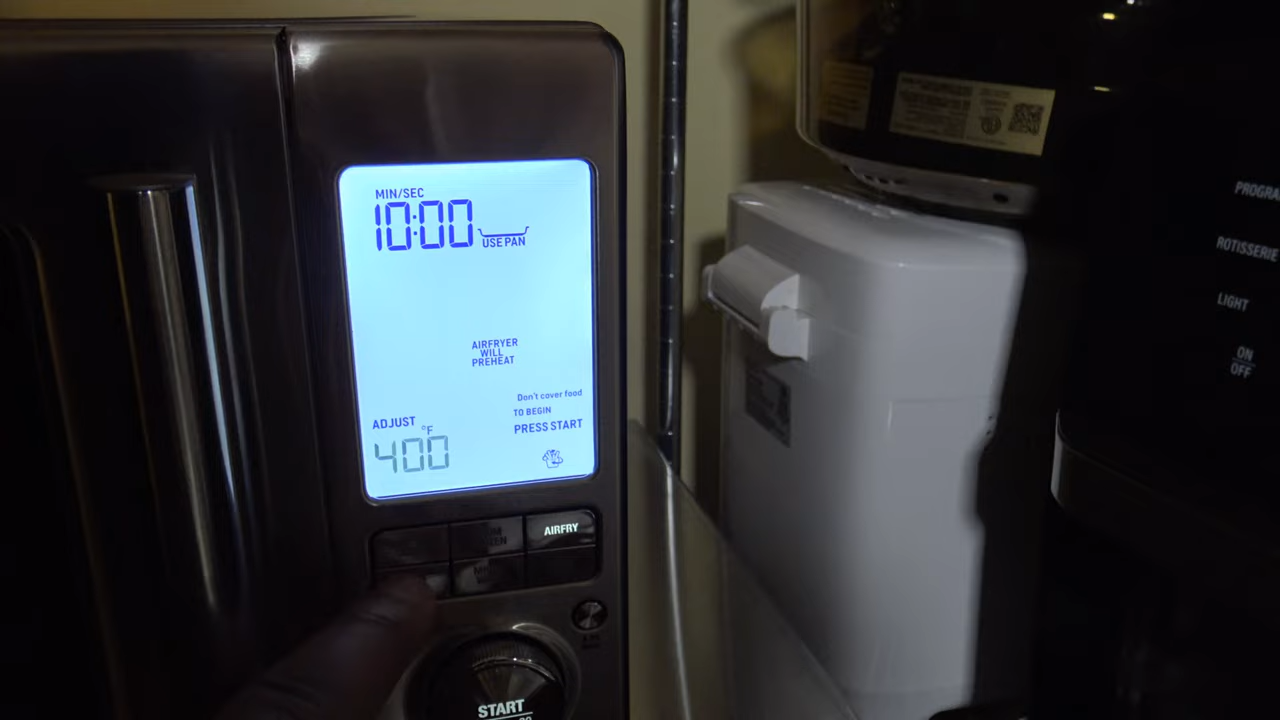 MIN/SEC
10:00
USE PAN
AIRFRYER
WILL
PREHEAT
Don't cover food
TO BEGIN
PRESS START
ADJUST
°F
400
AIRFRY
START
PROGRA
ROTISSERIE
LIGHT
ON
OFF